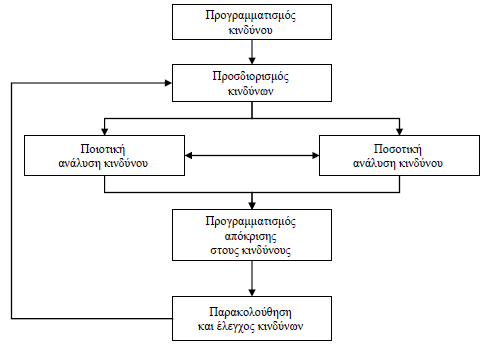 Προγραμματισμός
κινδύνου
Προσδιορισμός
κινδύνων
Ποιοτική
ανάλυση κινδύνου
Ποσοτική
ανάλυση κινδύνου
Προγραμματισμός
απόκρισης
στους κινδύνους
Παρακολούθηση
και έλεγχος κινδύνων